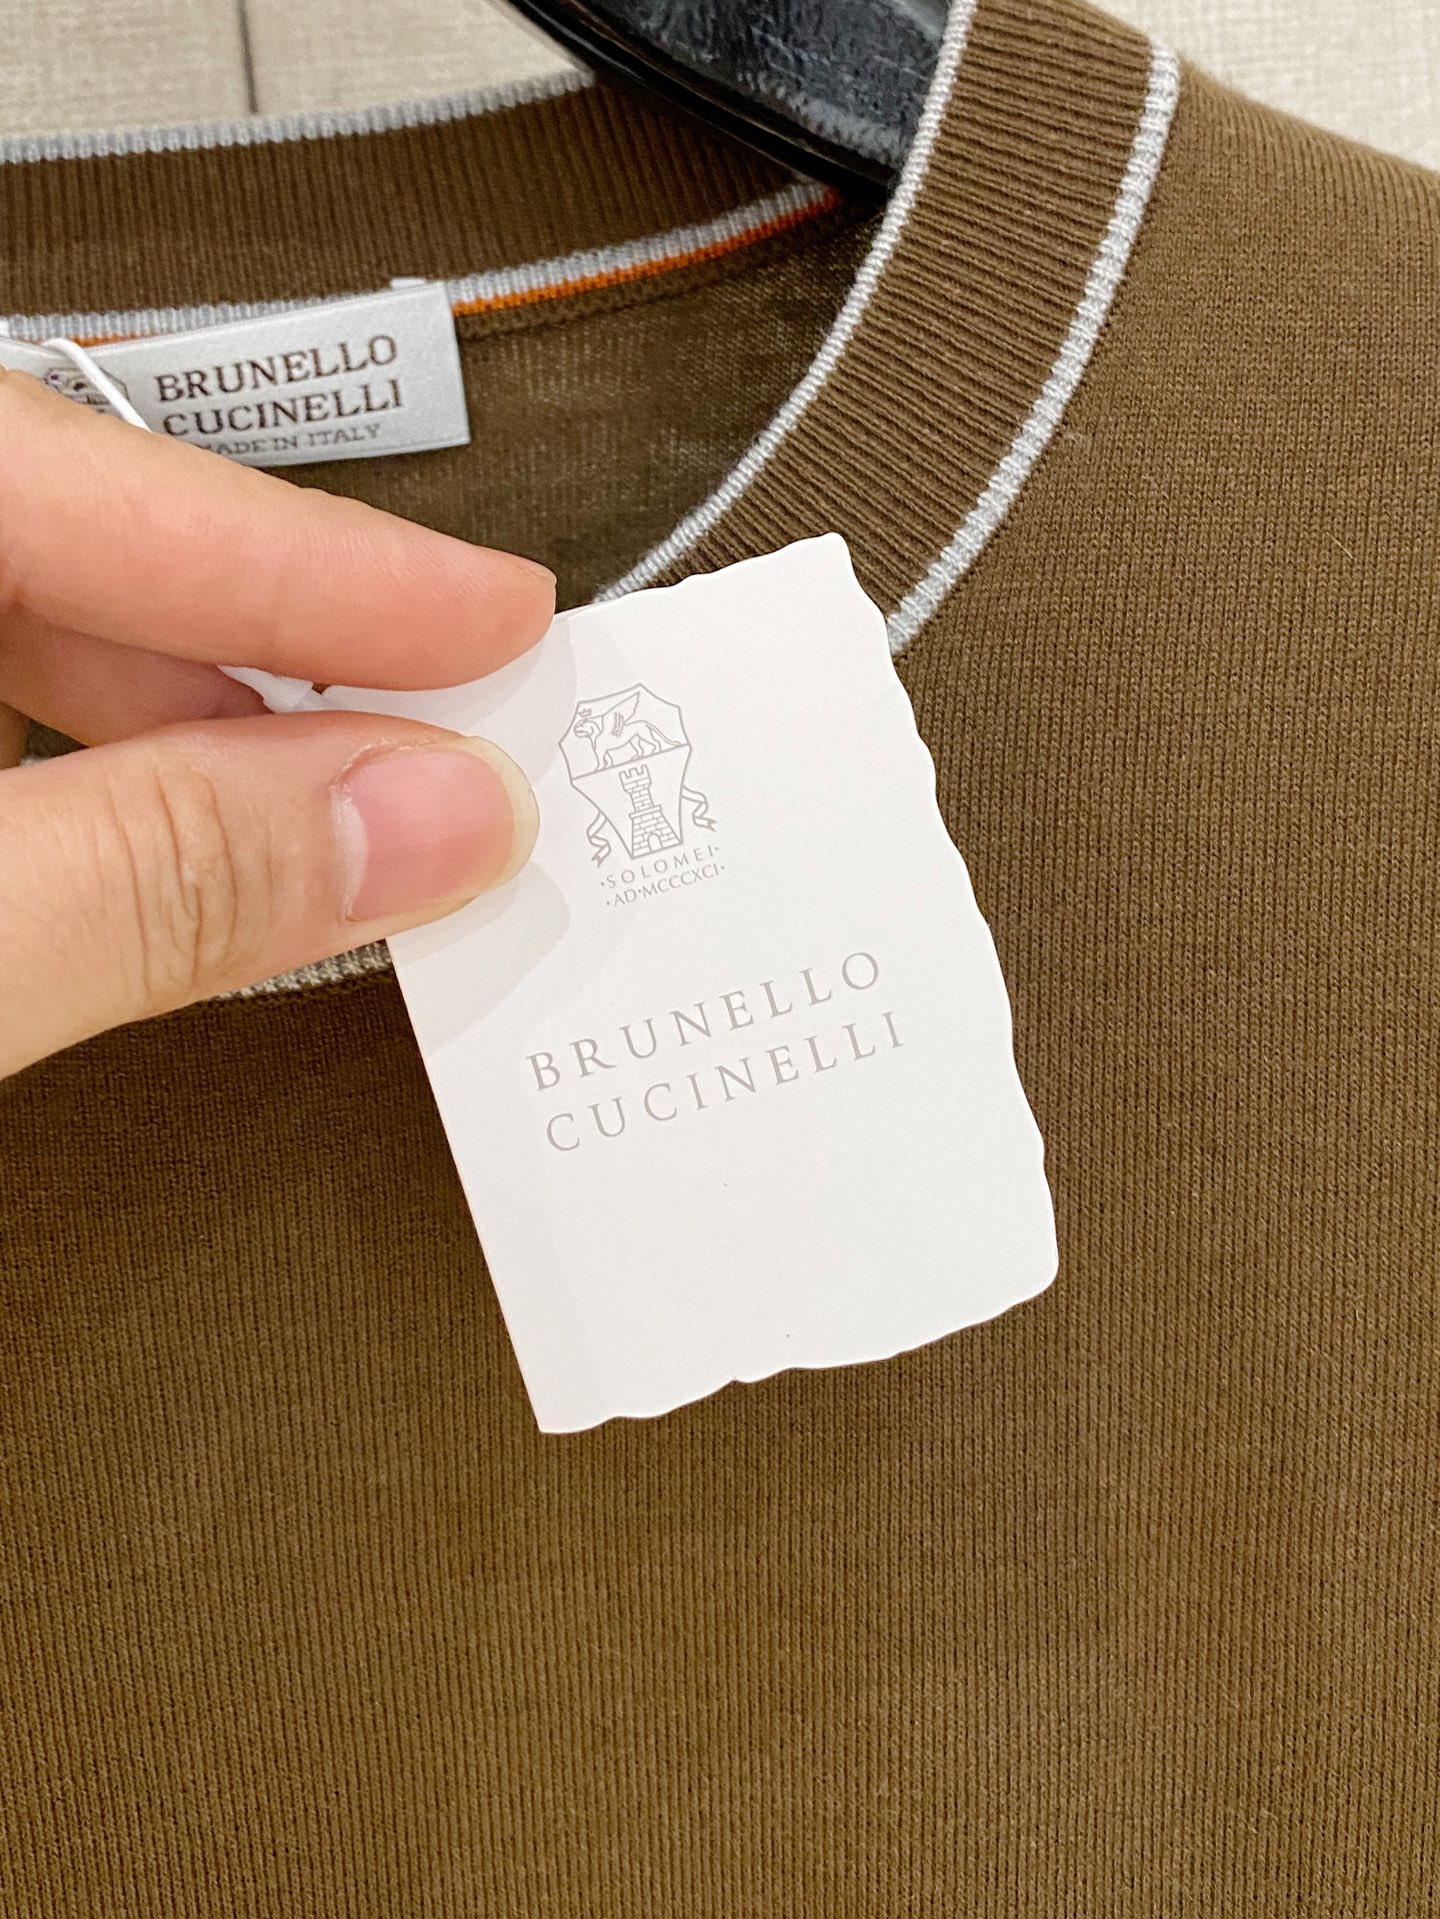 BRUNELLO
CUCINELLI
MADE IN ITALY
·SOLOMEI·
·AD·MCCCXCI·
BRUNELLO
CUCINELLI